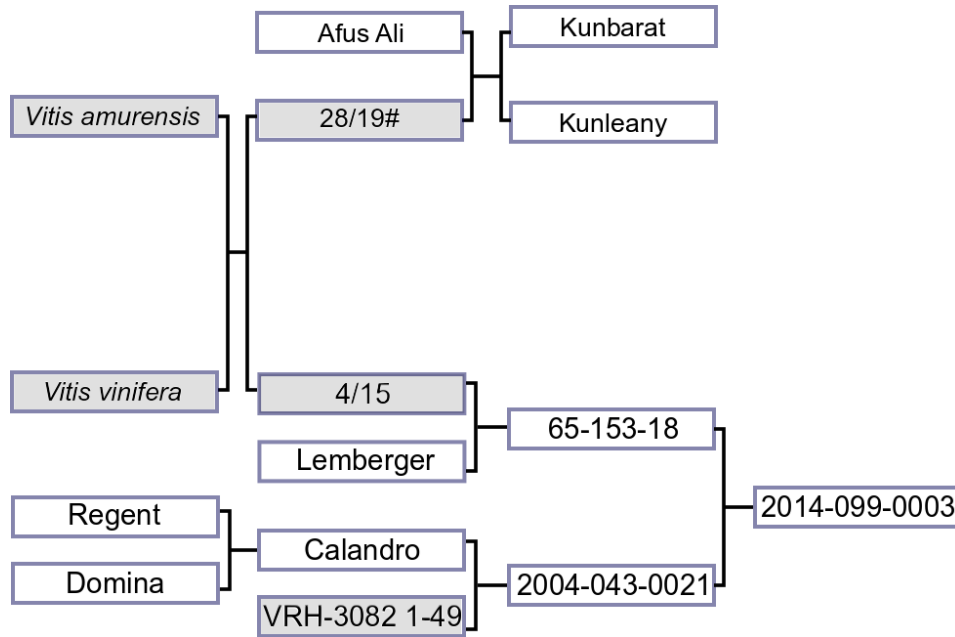 Afus Ali
Kunbarat
Vitis amurensis
28/19#
Kunleany
Vitis vinifera
4/15
65-153-18
Lemberger
2014-099-0003
Regent
Calandro
Domina
2004-043-0021
VRH-3082 1-49